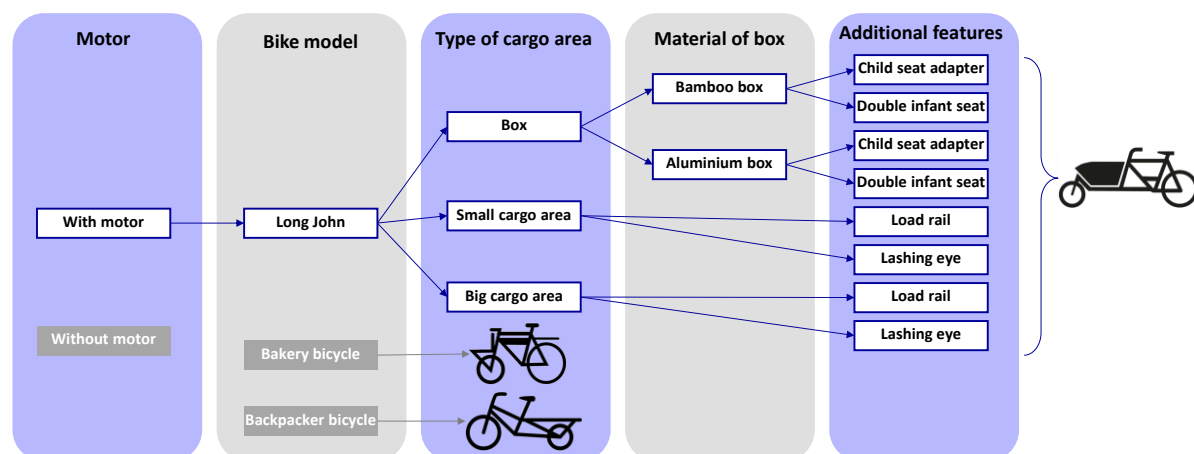 Motor
Bike model
Type of cargo area
Material of box
Additional features
With motor
Without motor
Long John
Bakery bicycle
Backpacker bicycle
Box
Small cargo area
Big cargo area
Bamboo box
Aluminium box
Child seat adapter
Double infant seat
Child seat adapter
Double infant seat
Load rail
Lashing eye
Load rail
Lashing eye